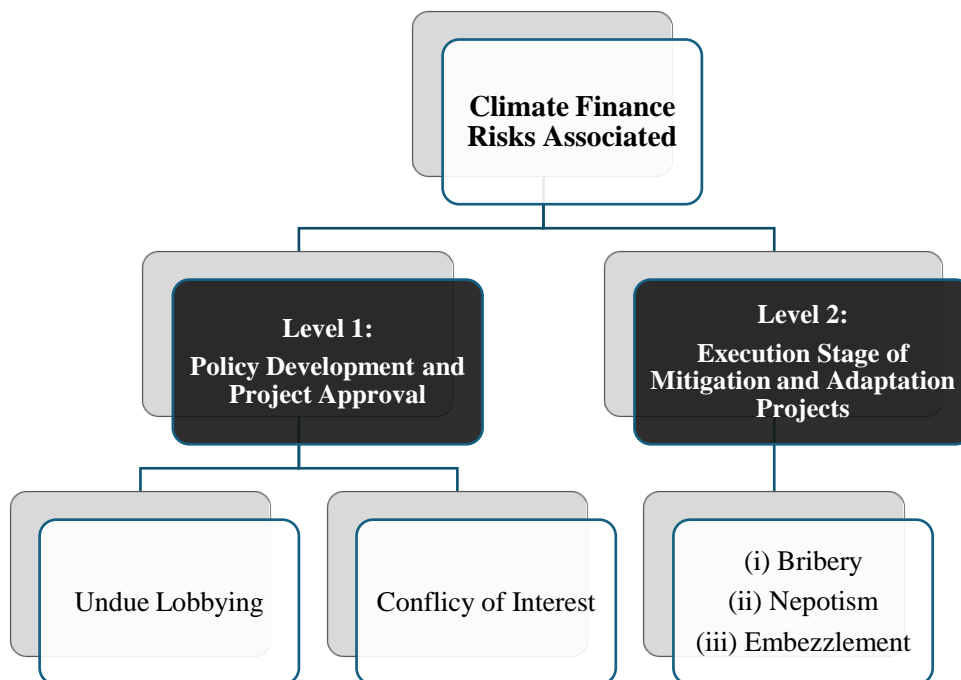 Climate Finance
Risks Associated
Level 1:
Policy Development and
Project Approval
Level 2:
Execution Stage of
Mitigation and Adaptation
Projects
Undue Lobbying
Conflicy of Interest
(i) Bribery
(ii) Nepotism
(iii) Embezzlement